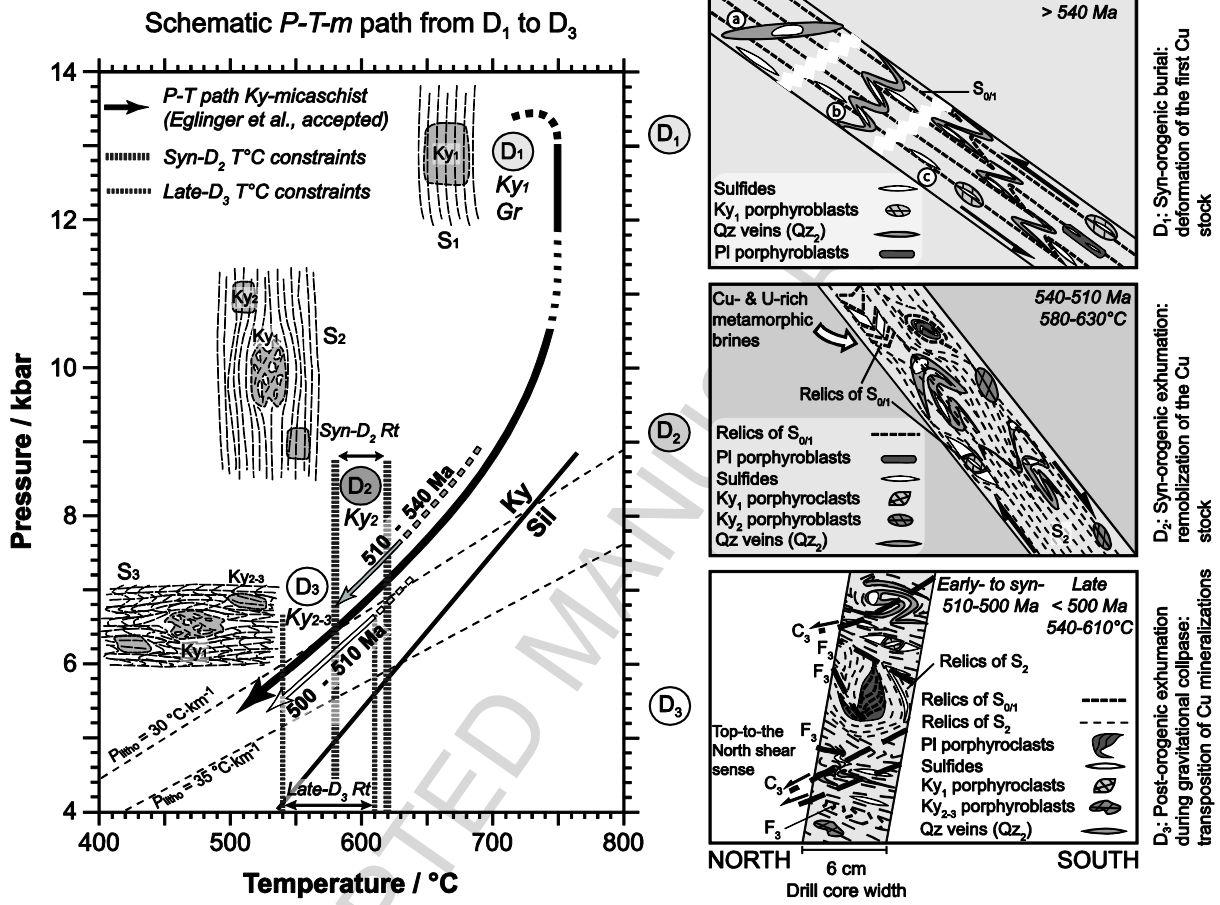 Schematic P-T-m path from D1 to D3
14
12
10
8
6
4
Pressure / kbar
400
500
600
700
800
Temperature / °C
P-T path Ky-micaschist
(Eglinger et al., accepted)
Syn-D2 T°C constraints
Late-D3 T°C constraints
Ky1
S1
D1
Ky1
Gr
Ky2
Ky1
S2
Syn-D2 Rt
D2
Ky2
510 - 540 Ma
Ky
Sil
S3
Ky2-3
Ky1
D3
Ky2-3
500 - 510 Ma
Plitho = 30 °C·km-1
Plitho = 35 °C·km-1
Late-D3 Rt
D1
> 540 Ma
a
b
c
S0/1
Sulfides
Ky1 porphyroblasts
Qz veins (Qz2)
Pl porphyroblasts
D1: Syn-orogenic burial:
deformation of the first Cu
stock
D2
Cu- & U-rich
metamorphic
brines
540-510 Ma
580-630°C
Relics of S0/1
Relics of S0/1
Pl porphyroblasts
Sulfides
Ky1 porphyroclasts
Ky2 porphyroblasts
Qz veins (Qz2)
S2
D2: Syn-orogenic exhumation:
remoblization of the Cu
stock
D3
Early- to syn-
510-500 Ma
Late
< 500 Ma
540-610°C
C3
F3
F3
Relics of S2
F3
Top-to-the
North shear
sense
C3
F3
Relics of S0/1
Relics of S2
Pl porphyroclasts
Sulfides
Ky1 porphyroclasts
Ky2-3 porphyroblasts
Qz veins (Qz2)
NORTH
SOUTH
6 cm
Drill core width
D3: Post-orogenic exhumation
during gravitational collipase:
transposition of Cu mineralizations
PTED MANUS